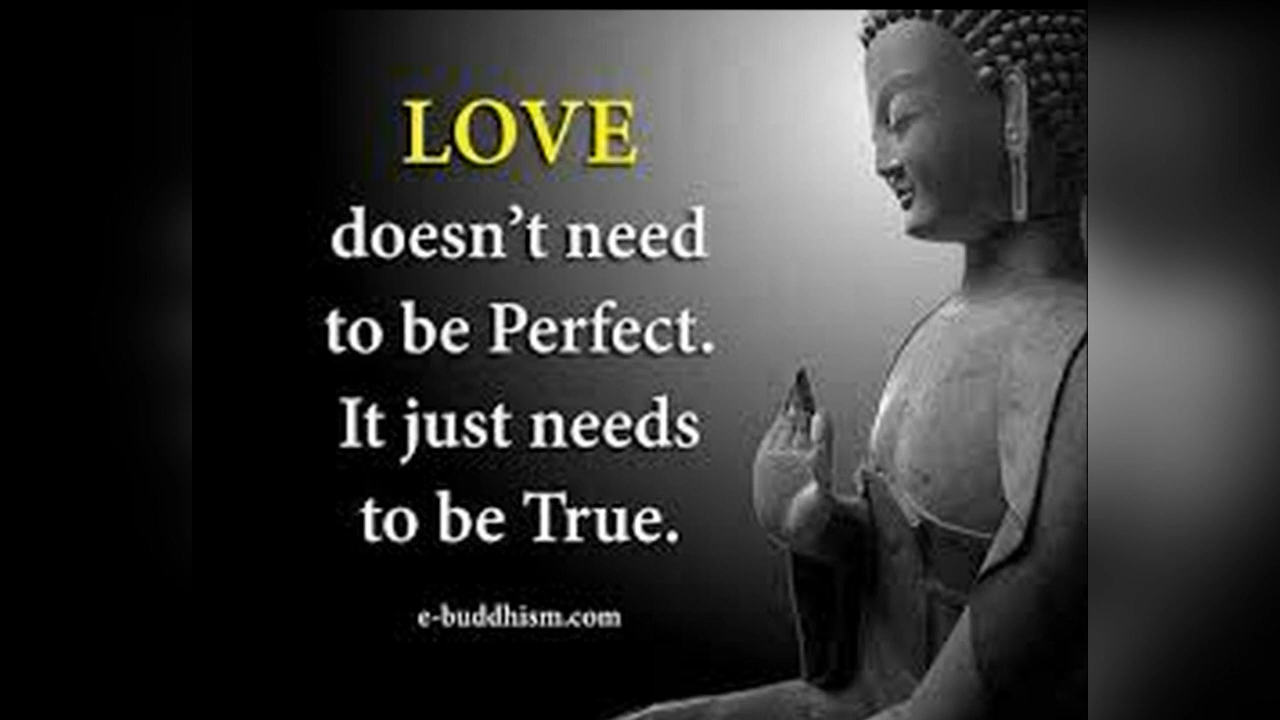 LOVE
doesn’t need
to be Perfect.
It just needs
to be True.
e-buddhism.com